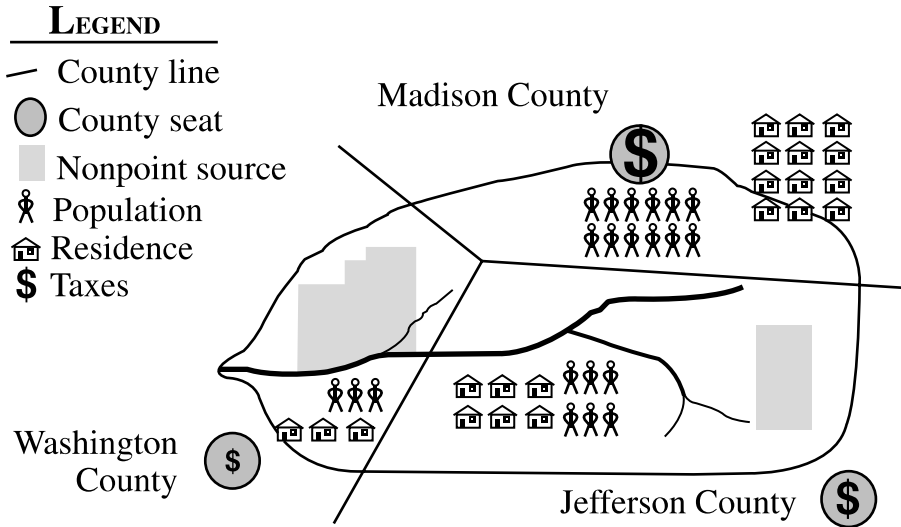 LEGEND
County line
County seat
Nonpoint source
Population
Residence
$ Taxes
Madison County
$
Washington
County
$
Jefferson County
$